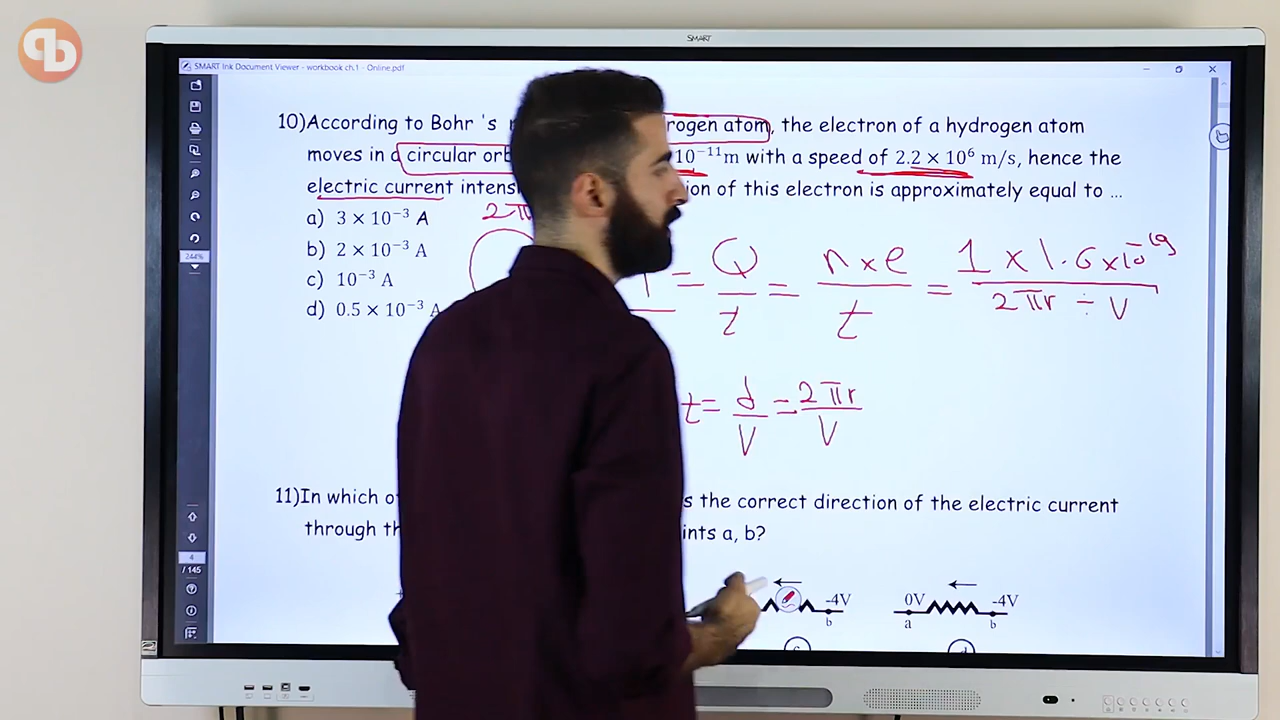 SMART
SMART Ink Document Viewer - workbook ch.1 - Online.pdf
10)According to Bohr 's rogen atom, the electron of a hydrogen atom
moves in a circular orb 10⁻¹¹m with a speed of 2.2 × 10⁶ m/s, hence the
electric current intens ion of this electron is approximately equal to ...
a) 3 × 10⁻³ A
b) 2 × 10⁻³ A
c) 10⁻³ A
d) 0.5 × 10⁻³ A
2π
= Q/t = n×e/t = 1 × 1.6×10⁻¹⁹ / 2πr ÷ V
t = d/V = 2πr/V
244%
11)In which o s the correct direction of the electric current
through th ints a, b?
4
/ 145
-4V
b
0V -4V
a b
c d